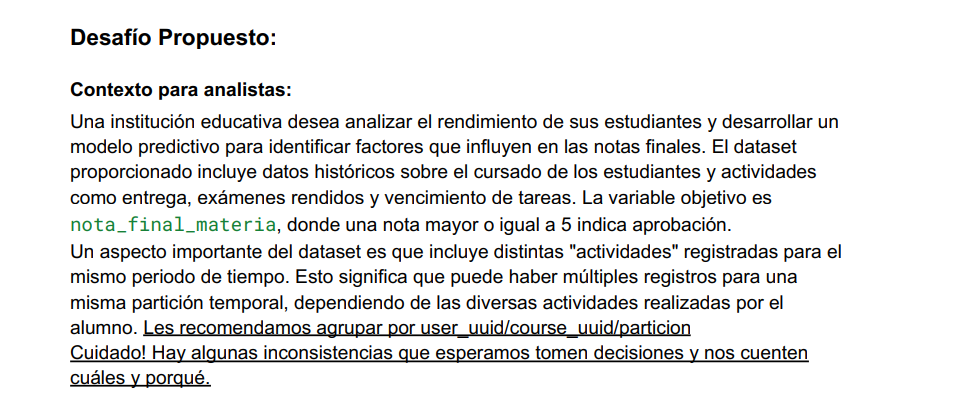 Desafío Propuesto:
Contexto para analistas:
Una institución educativa desea analizar el rendimiento de sus estudiantes y desarrollar un
modelo predictivo para identificar factores que influyen en las notas finales. El dataset
proporcionado incluye datos históricos sobre el cursado de los estudiantes y actividades
como entrega, exámenes rendidos y vencimiento de tareas. La variable objetivo es
nota_final_materia, donde una nota mayor o igual a 5 indica aprobación.
Un aspecto importante del dataset es que incluye distintas "actividades" registradas para el
mismo periodo de tiempo. Esto significa que puede haber múltiples registros para una
misma partición temporal, dependiendo de las diversas actividades realizadas por el
alumno. Les recomendamos agrupar por user_uuid/course_uuid/particion
Cuidado! Hay algunas inconsistencias que esperamos tomen decisiones y nos cuenten
cuáles y porqué.